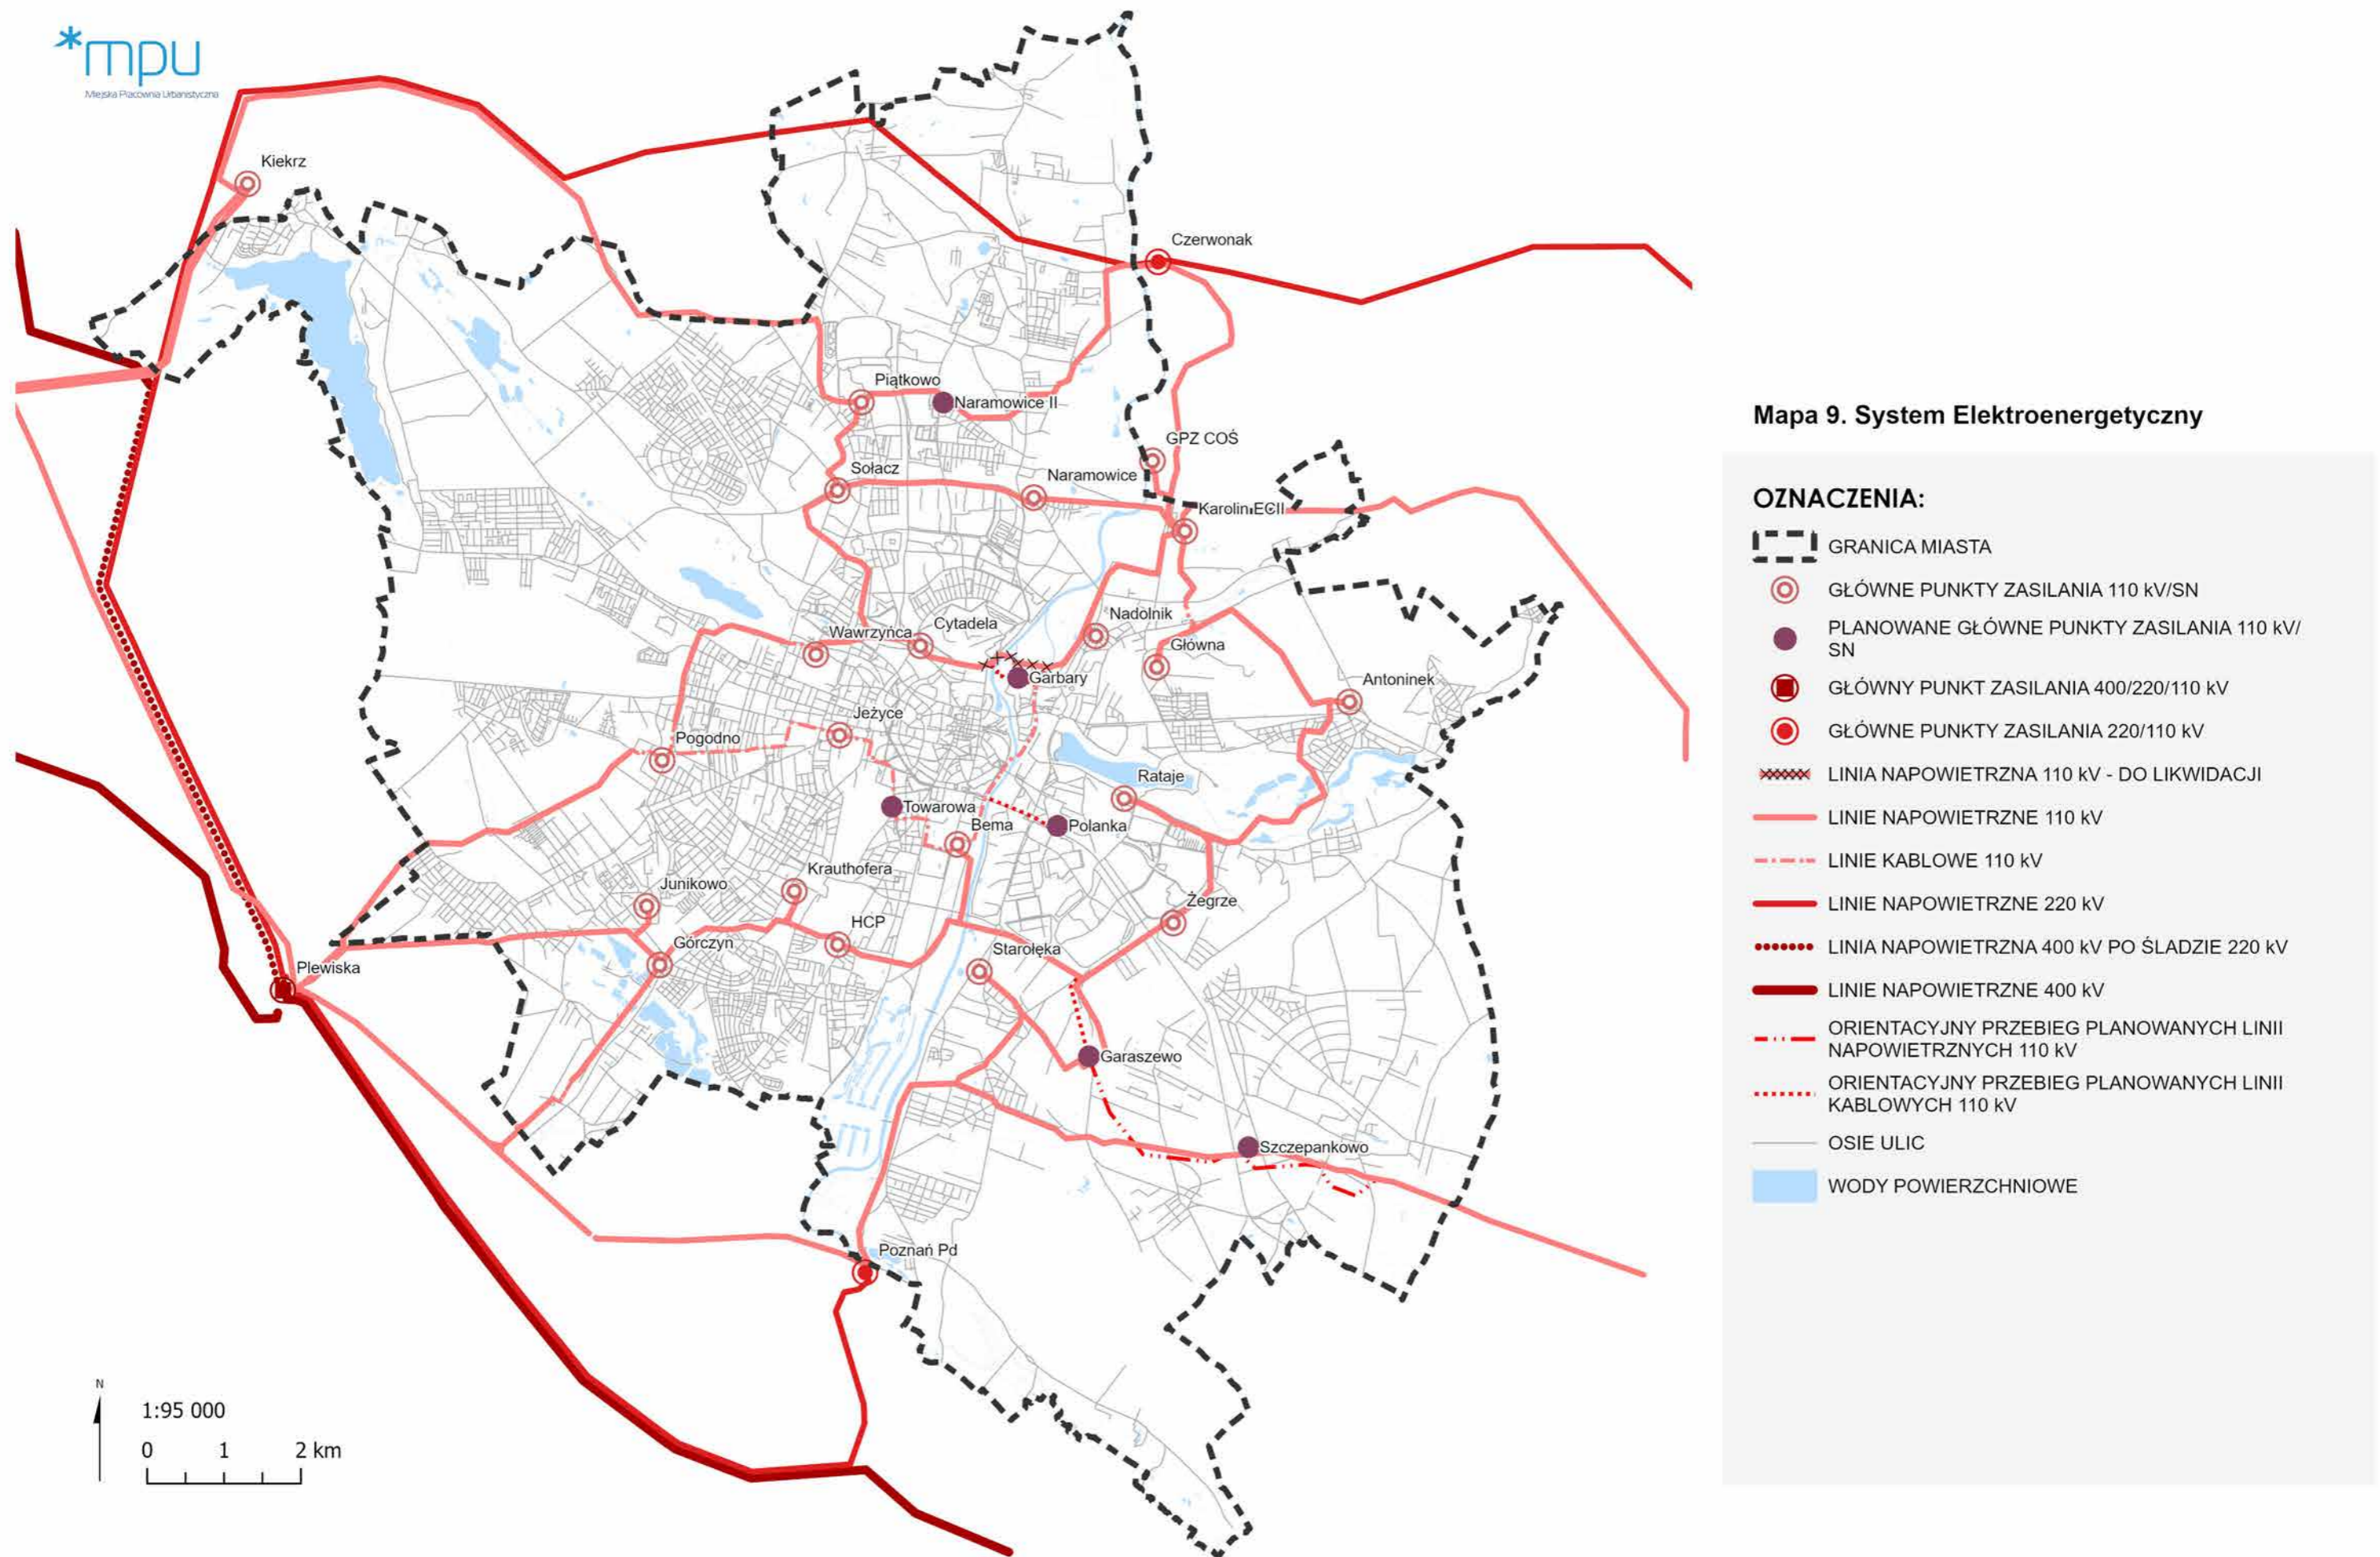 *mpu
Miejska Pracownia Urbanistyczna
Kiekrz
Czerwonak
Piątkowo
Naramowice II
GPZ COŚ
Sołacz
Naramowice
Karolin ECII
Nadolnik
Cytadela
Wawrzyńca
Główna
Garbary
Antoninek
Jeżyce
Pogodno
Rataje
Towarowa
Bema
Polanka
Krauthofera
Junikowo
Żegrze
HCP
Górczyn
Starołęka
Plewiska
Garaszewo
Szczepankowo
Poznań Pd
N
1:95 000
0 1 2 km
Mapa 9. System Elektroenergetyczny
OZNACZENIA:
GRANICA MIASTA
GŁÓWNE PUNKTY ZASILANIA 110 kV/SN
PLANOWANE GŁÓWNE PUNKTY ZASILANIA 110 kV/
SN
GŁÓWNY PUNKT ZASILANIA 400/220/110 kV
GŁÓWNE PUNKTY ZASILANIA 220/110 kV
LINIA NAPOWIETRZNA 110 kV - DO LIKWIDACJI
LINIE NAPOWIETRZNE 110 kV
LINIE KABLOWE 110 kV
LINIE NAPOWIETRZNE 220 kV
LINIA NAPOWIETRZNA 400 kV PO ŚLADZIE 220 kV
LINIE NAPOWIETRZNE 400 kV
ORIENTACYJNY PRZEBIEG PLANOWANYCH LINII
NAPOWIETRZNYCH 110 kV
ORIENTACYJNY PRZEBIEG PLANOWANYCH LINII
KABLOWYCH 110 kV
OSIE ULIC
WODY POWIERZCHNIOWE